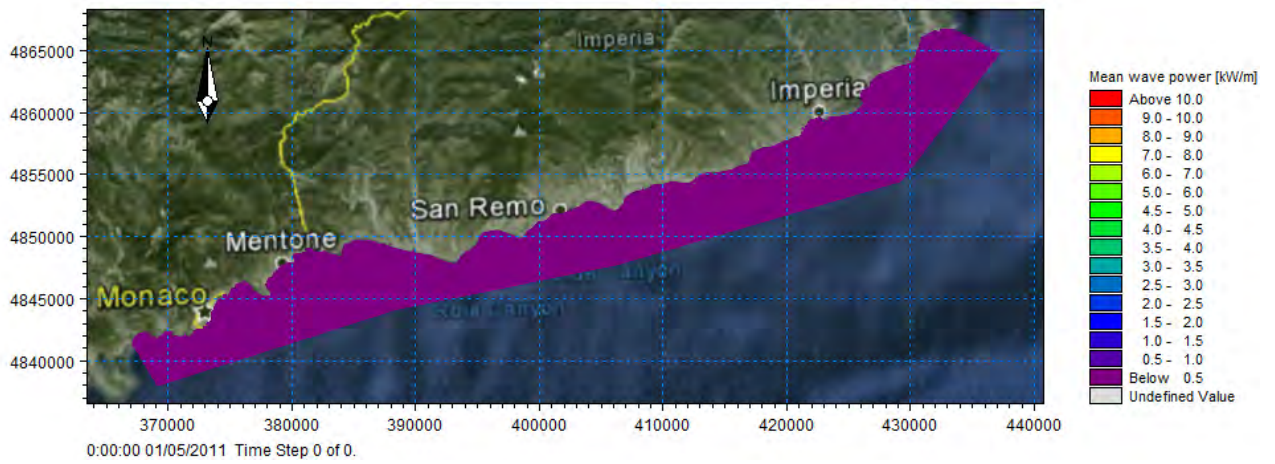 4865000
4860000
4855000
4850000
4845000
4840000
370000
380000
390000
400000
410000
420000
430000
440000
N
Imperia
Imperia
San Remo
Mentone
Monaco
Canyon
Roia Canyon
0:00:00 01/05/2011 Time Step 0 of 0.
Mean wave power [kW/m]
Above 10.0
9.0 - 10.0
8.0 - 9.0
7.0 - 8.0
6.0 - 7.0
5.0 - 6.0
4.5 - 5.0
4.0 - 4.5
3.5 - 4.0
3.0 - 3.5
2.5 - 3.0
2.0 - 2.5
1.5 - 2.0
1.0 - 1.5
0.5 - 1.0
Below 0.5
Undefined Value